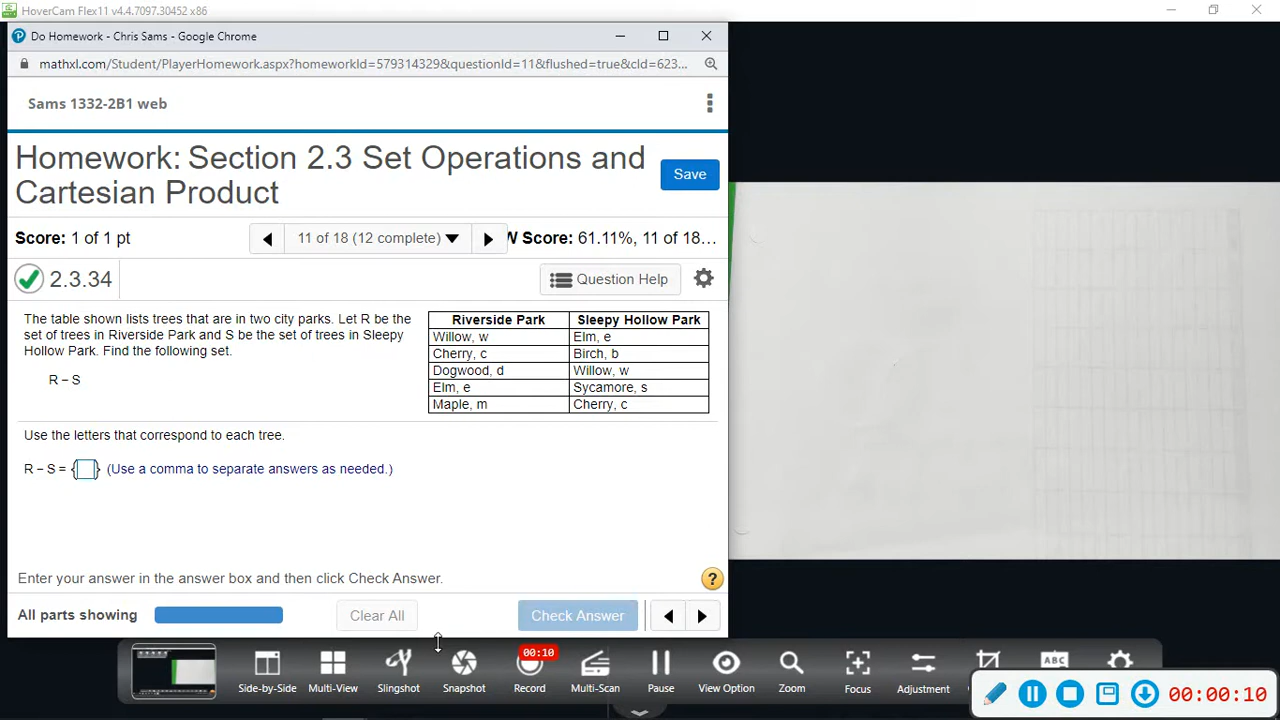 HoverCam Flex11 v4.4.7097.30452 x86
Do Homework - Chris Sams - Google Chrome
mathxl.com/Student/PlayerHomework.aspx?homeworkId=579314329&questionId=11&flushed=true&cId=623...
Sams 1332-2B1 web
Homework: Section 2.3 Set Operations and
Cartesian Product
Save
Score: 1 of 1 pt
11 of 18 (12 complete)
W Score: 61.11%, 11 of 18...
2.3.34
Question Help
The table shown lists trees that are in two city parks. Let R be the
set of trees in Riverside Park and S be the set of trees in Sleepy
Hollow Park. Find the following set.
R − S
Riverside Park Sleepy Hollow Park
Willow, w Elm, e
Cherry, c Birch, b
Dogwood, d Willow, w
Elm, e Sycamore, s
Maple, m Cherry, c
Use the letters that correspond to each tree.
R − S = { } (Use a comma to separate answers as needed.)
Enter your answer in the answer box and then click Check Answer.
?
All parts showing
Clear All
Check Answer
00:10
ABC
Side-by-Side Multi-View Slingshot Snapshot Record Multi-Scan Pause View Option Zoom Focus Adjustment
00:00:10